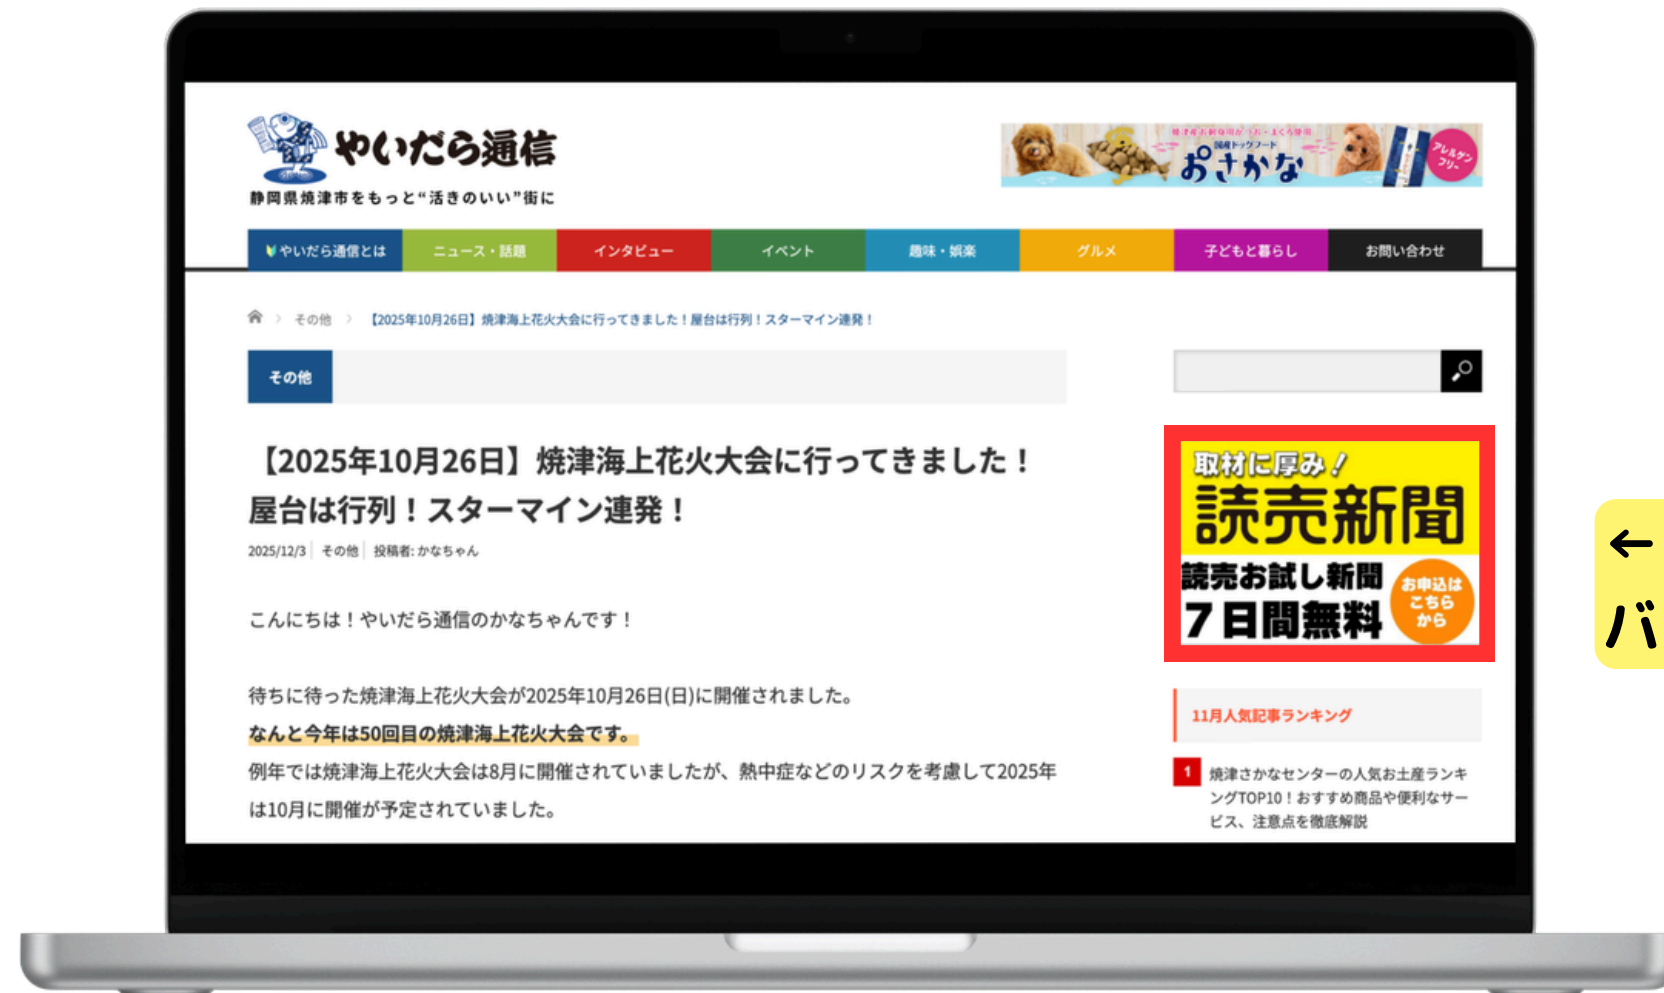 やいだら通信
静岡県焼津市をもっと“活きのいい”街に
国産ドッグフード
おさかな
アレルゲン
フリー
やいだら通信とは
ニュース・話題
インタビュー
イベント
趣味・娯楽
グルメ
子どもと暮らし
お問い合わせ
その他
【2025年10月26日】焼津海上花火大会に行ってきました！屋台は行列！スターマイン連発！
その他
【2025年10月26日】焼津海上花火大会に行ってきました！
屋台は行列！スターマイン連発！
2025/12/3 その他 投稿者: かなちゃん
こんにちは！やいだら通信のかなちゃんです！
待ちに待った焼津海上花火大会が2025年10月26日(日)に開催されました。
なんと今年は50回目の焼津海上花火大会です。
例年では焼津海上花火大会は8月に開催されていましたが、熱中症などのリスクを考慮して2025年
は10月に開催が予定されていました。
取材に厚み！
読売新聞
読売お試し新聞
7日間無料
お申込は
こちら
から
11月人気記事ランキング
1 焼津さかなセンターの人気お土産ランキ
ングTOP10！おすすめ商品や便利なサー
ビス、注意点を徹底解説
←
バ